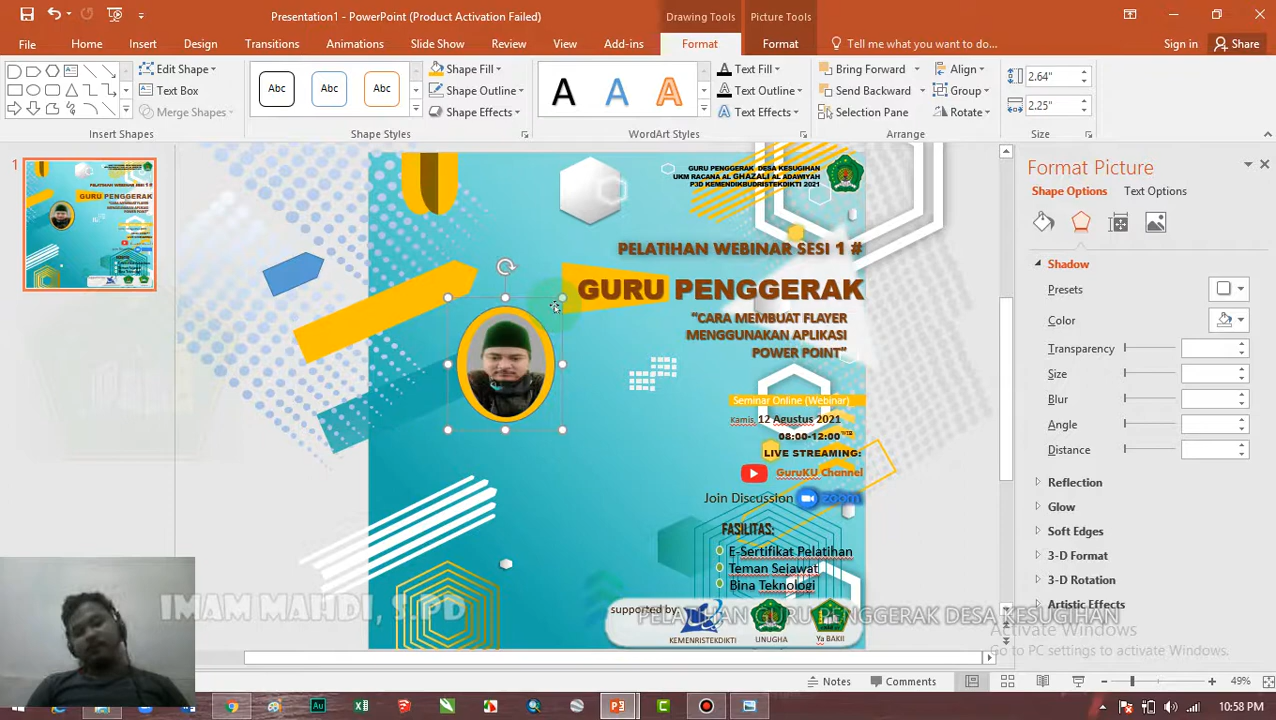 Presentation1 - PowerPoint (Product Activation Failed)
Drawing Tools
Picture Tools
File
Home
Insert
Design
Transitions
Animations
Slide Show
Review
View
Add-ins
Format
Format
Tell me what you want to do...
Sign in
Share
Edit Shape
Text Box
Merge Shapes
Insert Shapes
Abc
Abc
Abc
Shape Fill
Shape Outline
Shape Effects
Shape Styles
A
A
A
Text Fill
Text Outline
Text Effects
WordArt Styles
Bring Forward
Send Backward
Selection Pane
Align
Group
Rotate
Arrange
2.64"
2.25"
Size
1
GURU PENGGERAK DESA KESUGIHAN
UKM RACANA AL GHAZALI AL ADAWIYAH
P3D KEMENDIKBUDRISTEKDIKTI 2021
PELATIHAN WEBINAR SESI 1 #
GURU PENGGERAK
“CARA MEMBUAT FLAYER
MENGGUNAKAN APLIKASI
POWER POINT”
Seminar Online (Webinar)
Kamis, 12 Agustus 2021
08:00-12:00 WIB
LIVE STREAMING:
GuruKU Channel
Join Discussion zoom
FASILITAS:
E-Sertifikat Pelatihan
Teman Sejawat
Bina Teknologi
supported by:
KEMENRISTEKDIKTI
UNUGHA
Ya BAKII
Format Picture
Shape Options
Text Options
Shadow
Presets
Color
Transparency
Size
Blur
Angle
Distance
Reflection
Glow
Soft Edges
3-D Format
3-D Rotation
Artistic Effects
IMAM MAHDI, S.PD
PELATIHAN GURU PENGGERAK DESA KESUGIHAN
Activate Windows
Go to PC settings to activate Windows.
Notes
Comments
49%
10:58 PM